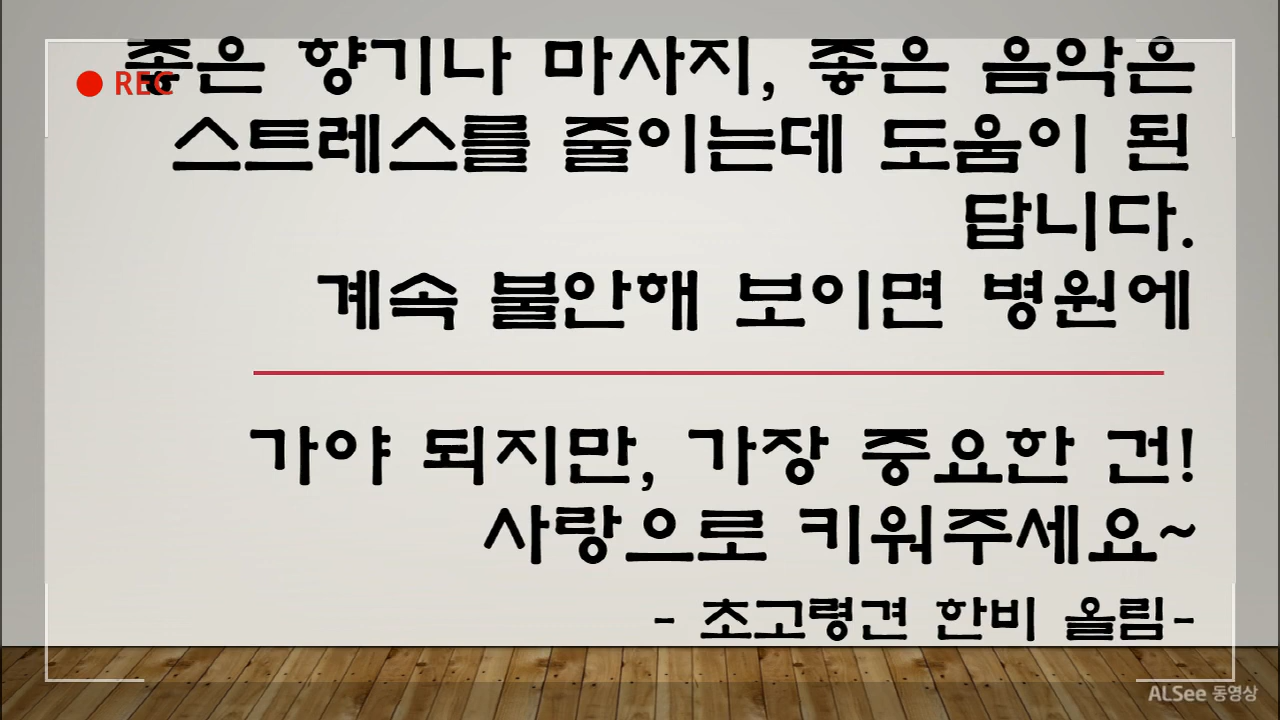 좋은 향기나 마사지, 좋은 음악은
REC
스트레스를 줄이는데 도움이 된
답니다.
계속 불안해 보이면 병원에
가야 되지만, 가장 중요한 건!
사랑으로 키워주세요~
- 초고령견 한비 올림-
ALSee 동영상